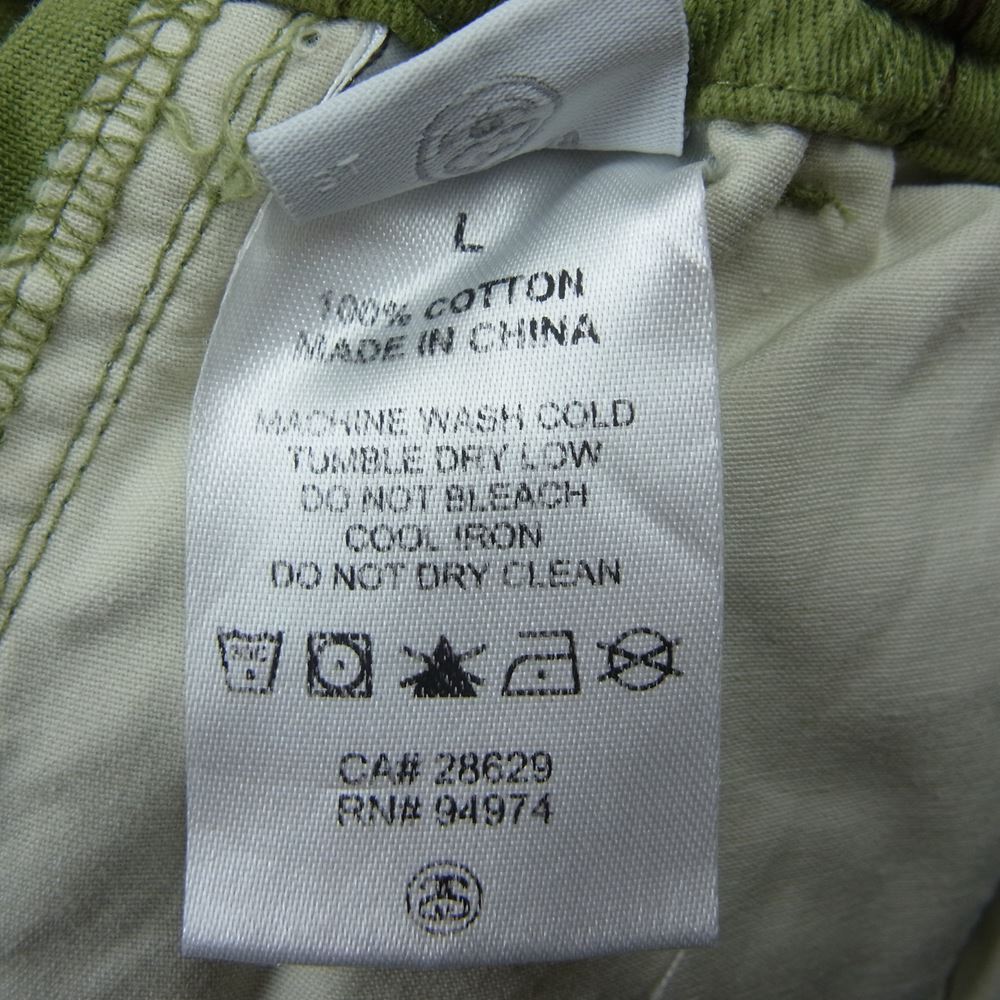 L
100% COTTON
MADE IN CHINA
MACHINE WASH COLD
TUMBLE DRY LOW
DO NOT BLEACH
COOL IRON
DO NOT DRY CLEAN
CA# 28629
RN# 94974